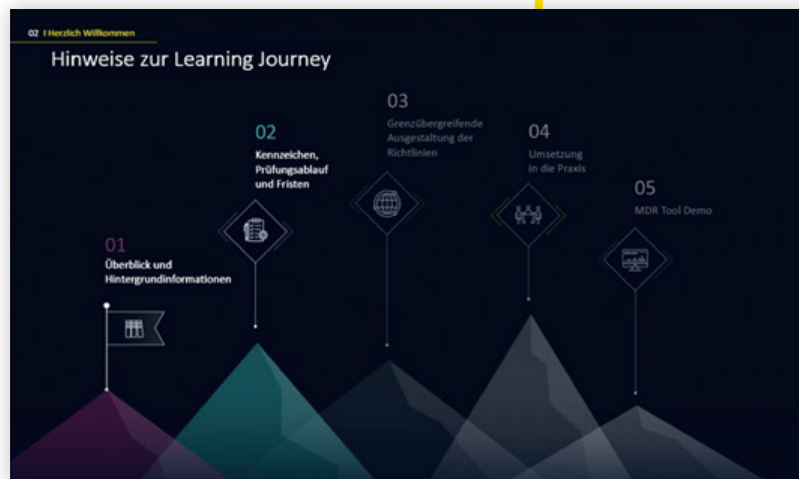 02 I Herzlich Willkommen
Hinweise zur Learning Journey
01
Überblick und
Hintergrundinformationen
02
Kennzeichen,
Prüfungsablauf
und Fristen
03
Grenzübergreifende
Ausgestaltung der
Richtlinien
04
Umsetzung
in die Praxis
05
MDR Tool Demo